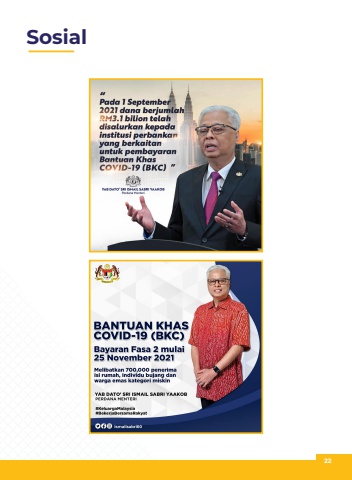 Sosial
“
Pada 1 September
2021 dana berjumlah
RM3.1 bilion telah
disalurkan kepada
institusi perbankan
yang berkaitan
untuk pembayaran
Bantuan Khas
COVID-19 (BKC) ”
YAB DATO' SRI ISMAIL SABRI YAAKOB
Perdana Menteri
BANTUAN KHAS
COVID-19 (BKC)
Bayaran Fasa 2 mulai
25 November 2021
Melibatkan 700,000 penerima
isi rumah, individu bujang dan
warga emas kategori miskin
YAB DATO' SRI ISMAIL SABRI YAAKOB
PERDANA MENTERI
#KeluargaMalaysia
#BekerjaBersamaRakyat
ismailsabri60
22